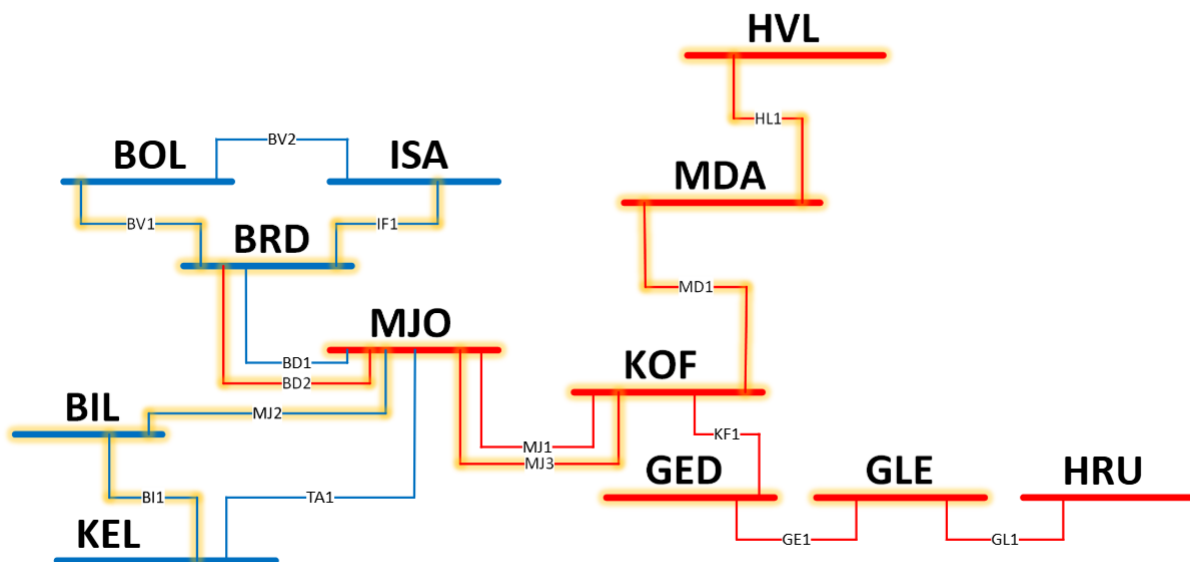 HVL
HL1
BV2
BOL
ISA
MDA
BV1
IF1
BRD
MD1
MJO
BD1
KOF
BD2
BIL
MJ2
KF1
MJ1
MJ3
GED
GLE
HRU
BI1
TA1
KEL
GE1
GL1